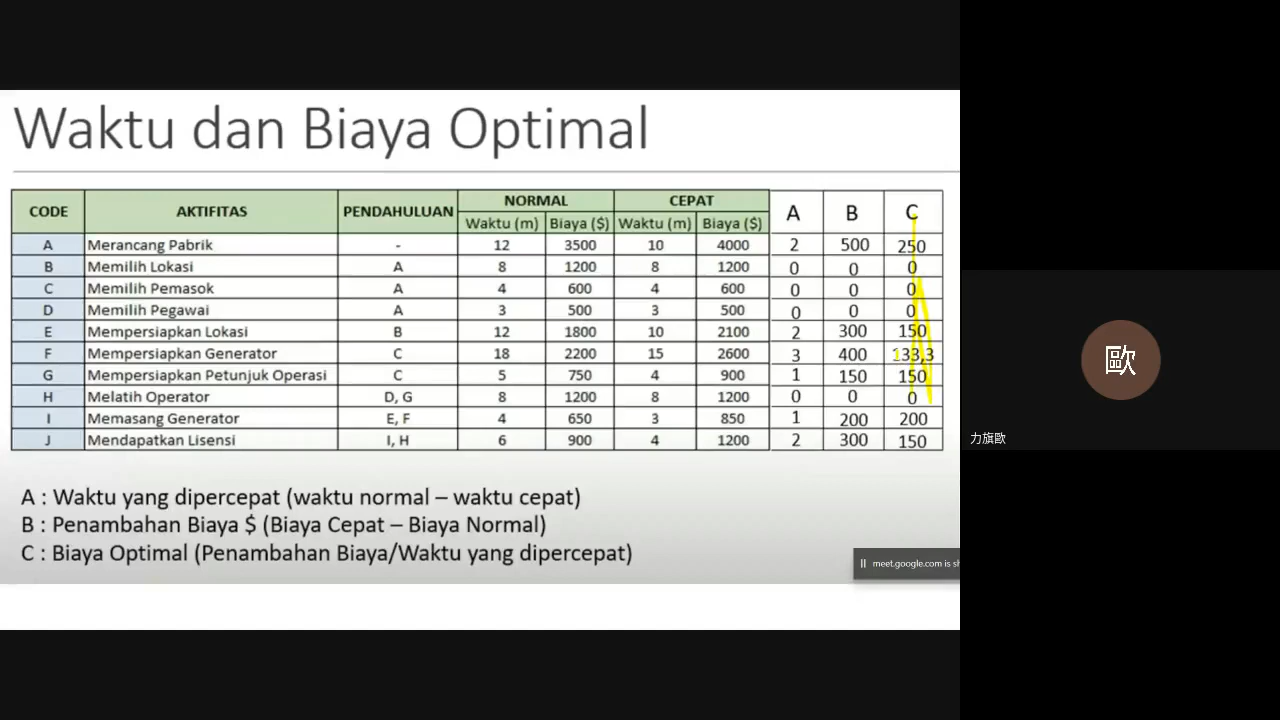 Waktu dan Biaya Optimal
CODE AKTIFITAS PENDAHULUAN NORMAL CEPAT A B C
Waktu (m) Biaya ($) Waktu (m) Biaya ($)
A Merancang Pabrik - 12 3500 10 4000 2 500 250
B Memilih Lokasi A 8 1200 8 1200 0 0 0
C Memilih Pemasok A 4 600 4 600 0 0 0
D Memilih Pegawai A 3 500 3 500 0 0 0
E Mempersiapkan Lokasi B 12 1800 10 2100 2 300 150
F Mempersiapkan Generator C 18 2200 15 2600 3 400 133,3
G Mempersiapkan Petunjuk Operasi C 5 750 4 900 1 150 150
H Melatih Operator D, G 8 1200 8 1200 0 0 0
I Memasang Generator E, F 4 650 3 850 1 200 200
J Mendapatkan Lisensi I, H 6 900 4 1200 2 300 150
A : Waktu yang dipercepat (waktu normal – waktu cepat)
B : Penambahan Biaya $ (Biaya Cepat – Biaya Normal)
C : Biaya Optimal (Penambahan Biaya/Waktu yang dipercepat)
meet.google.com is sh
歐
力旗歐